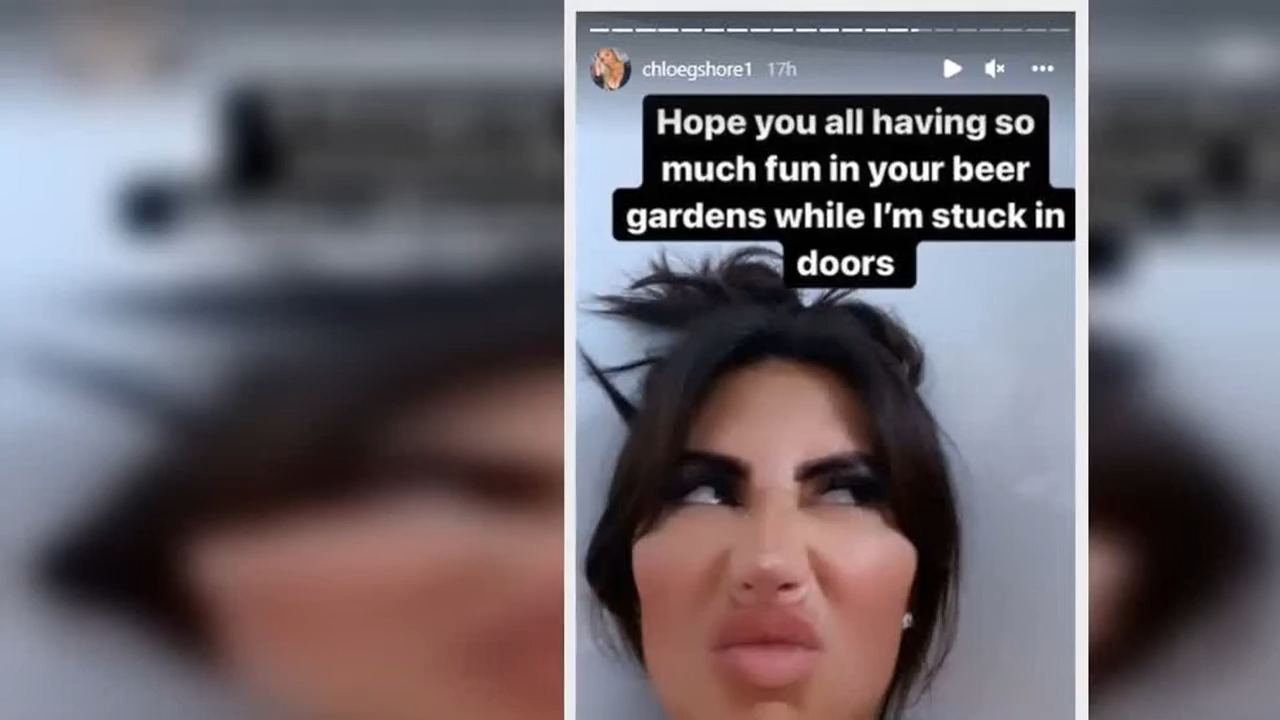 chloegshore1 17h
Hope you all having so
much fun in your beer
gardens while I'm stuck in
doors